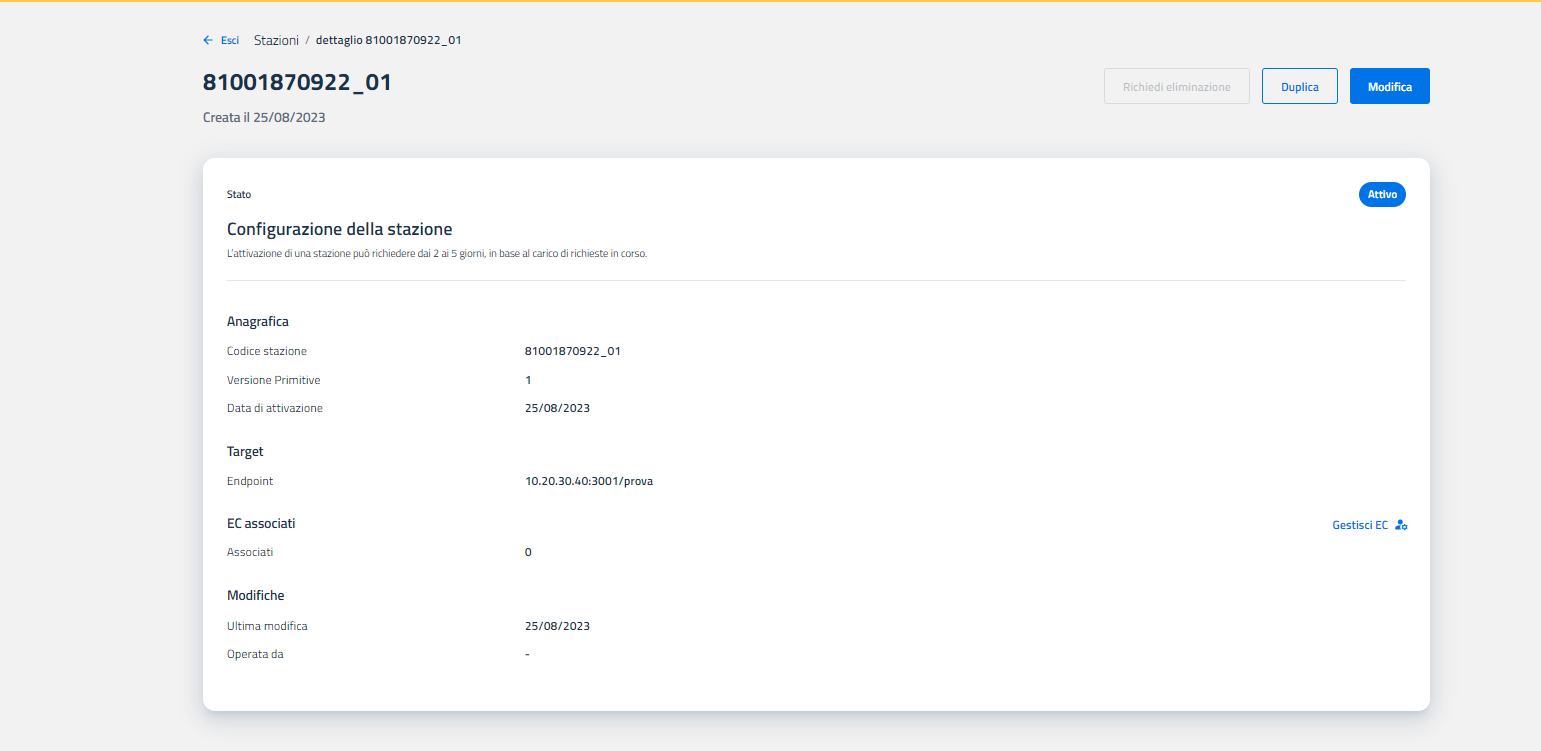 Esci Stazioni / dettaglio 81001870922_01
81001870922_01
Richiedi eliminazione Duplica Modifica
Creata il 25/08/2023
Stato Attivo
Configurazione della stazione
L'attivazione di una stazione può richiedere dai 2 ai 5 giorni, in base al carico di richieste in corso.
Anagrafica
Codice stazione 81001870922_01
Versione Primitive 1
Data di attivazione 25/08/2023
Target
Endpoint 10.20.30.40:3001/prova
EC associati Gestisci EC
Associati 0
Modifiche
Ultima modifica 25/08/2023
Operata da -